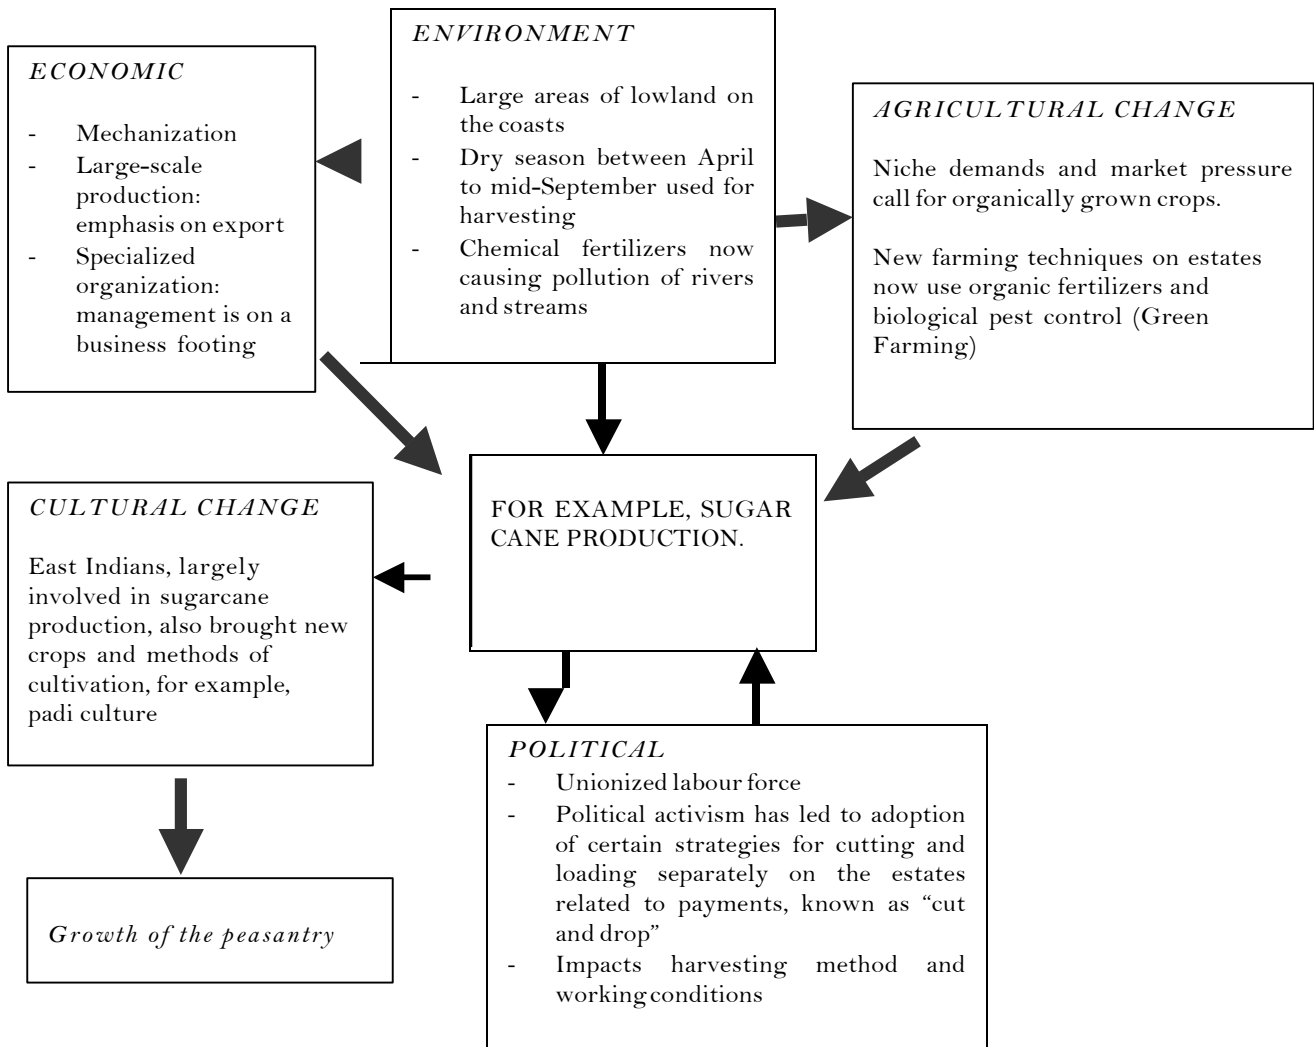 ECONOMIC
- Mechanization
- Large-scale
production:
emphasis on export
- Specialized
organization:
management is on a
business footing
ENVIRONMENT
- Large areas of lowland on
the coasts
- Dry season between April
to mid-September used for
harvesting
- Chemical fertilizers now
causing pollution of rivers
and streams
AGRICULTURAL CHANGE
Niche demands and market pressure
call for organically grown crops.
New farming techniques on estates
now use organic fertilizers and
biological pest control (Green
Farming)
FOR EXAMPLE, SUGAR
CANE PRODUCTION.
CULTURAL CHANGE
East Indians, largely
involved in sugarcane
production, also brought new
crops and methods of
cultivation, for example,
padi culture
Growth of the peasantry
POLITICAL
- Unionized labour force
- Political activism has led to adoption
of certain strategies for cutting and
loading separately on the estates
related to payments, known as “cut
and drop”
- Impacts harvesting method and
working conditions